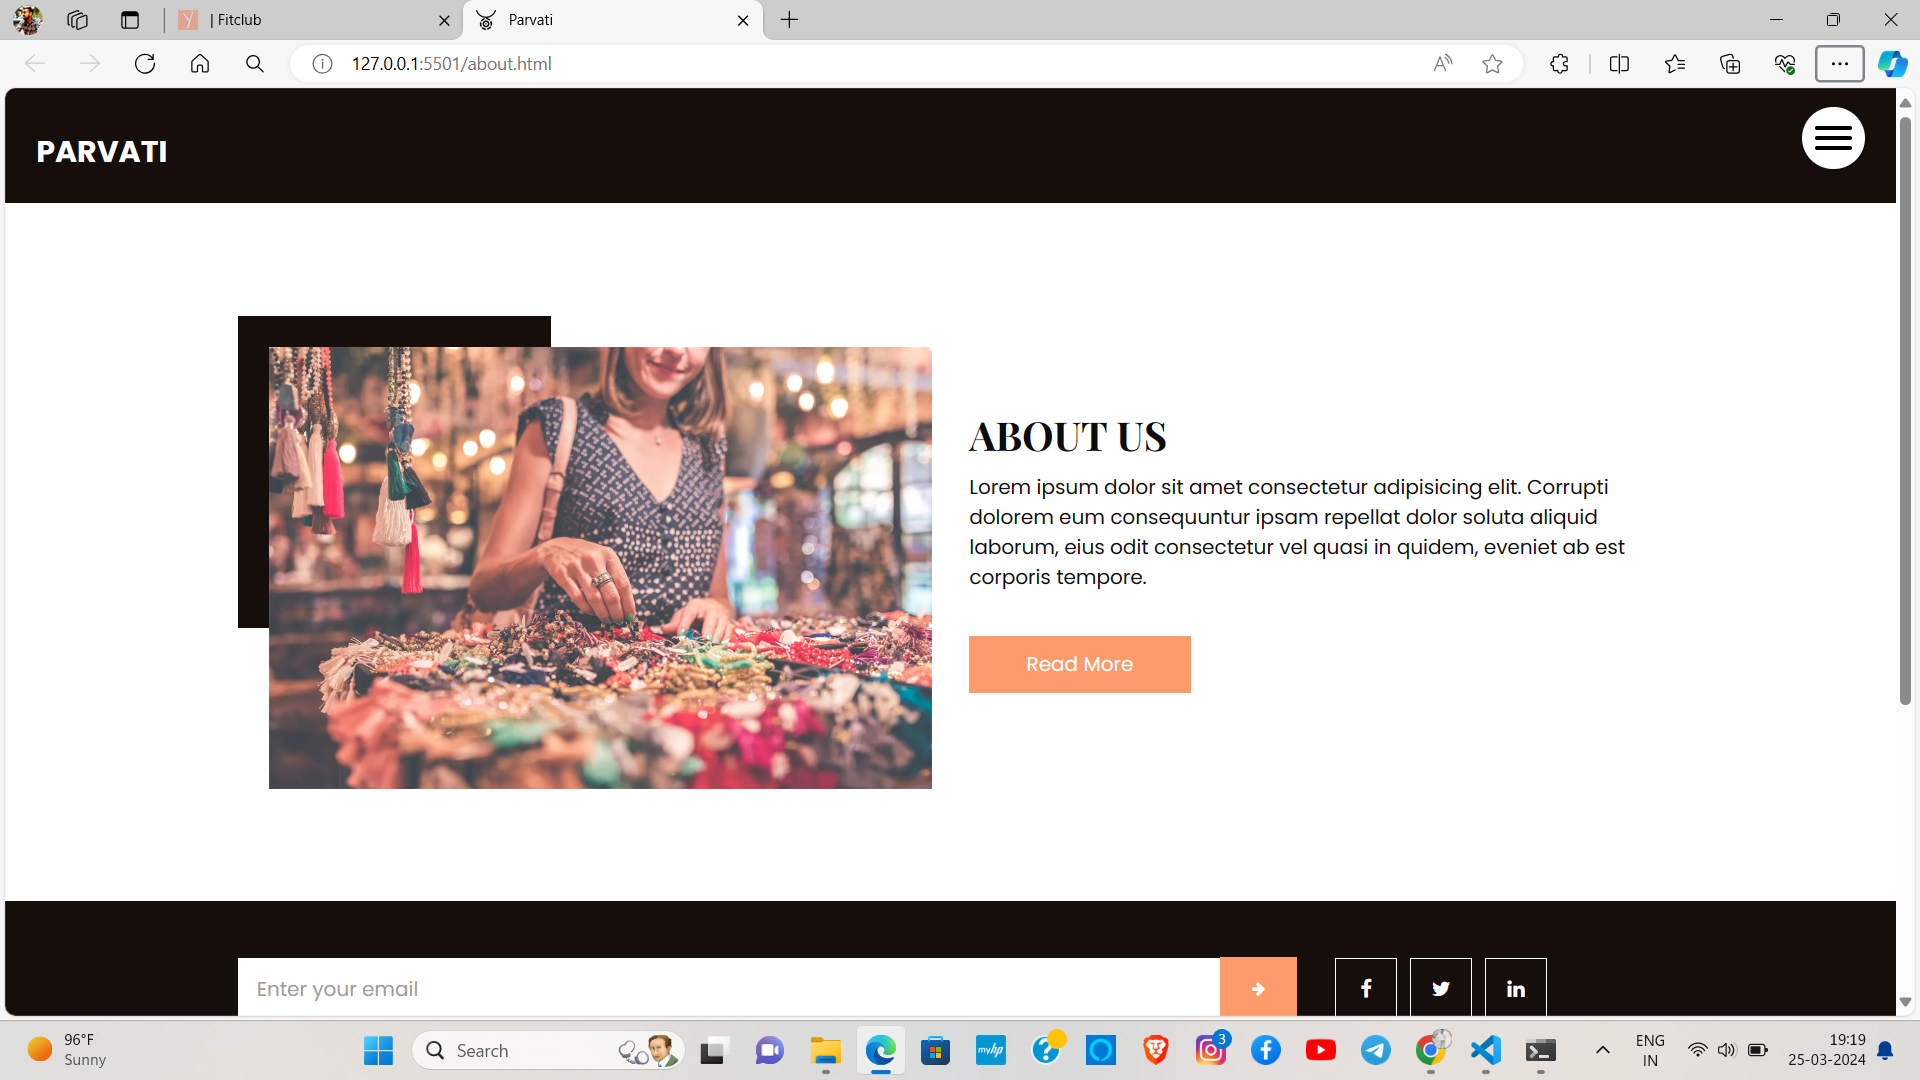 | Fitclub
Parvati
127.0.0.1:5501/about.html
PARVATI
ABOUT US
Lorem ipsum dolor sit amet consectetur adipisicing elit. Corrupti
dolorem eum consequuntur ipsam repellat dolor soluta aliquid
laborum, eius odit consectetur vel quasi in quidem, eveniet ab est
corporis tempore.
Read More
Enter your email
96°F
Sunny
Search
myhp
3
ENG
IN
19:19
25-03-2024